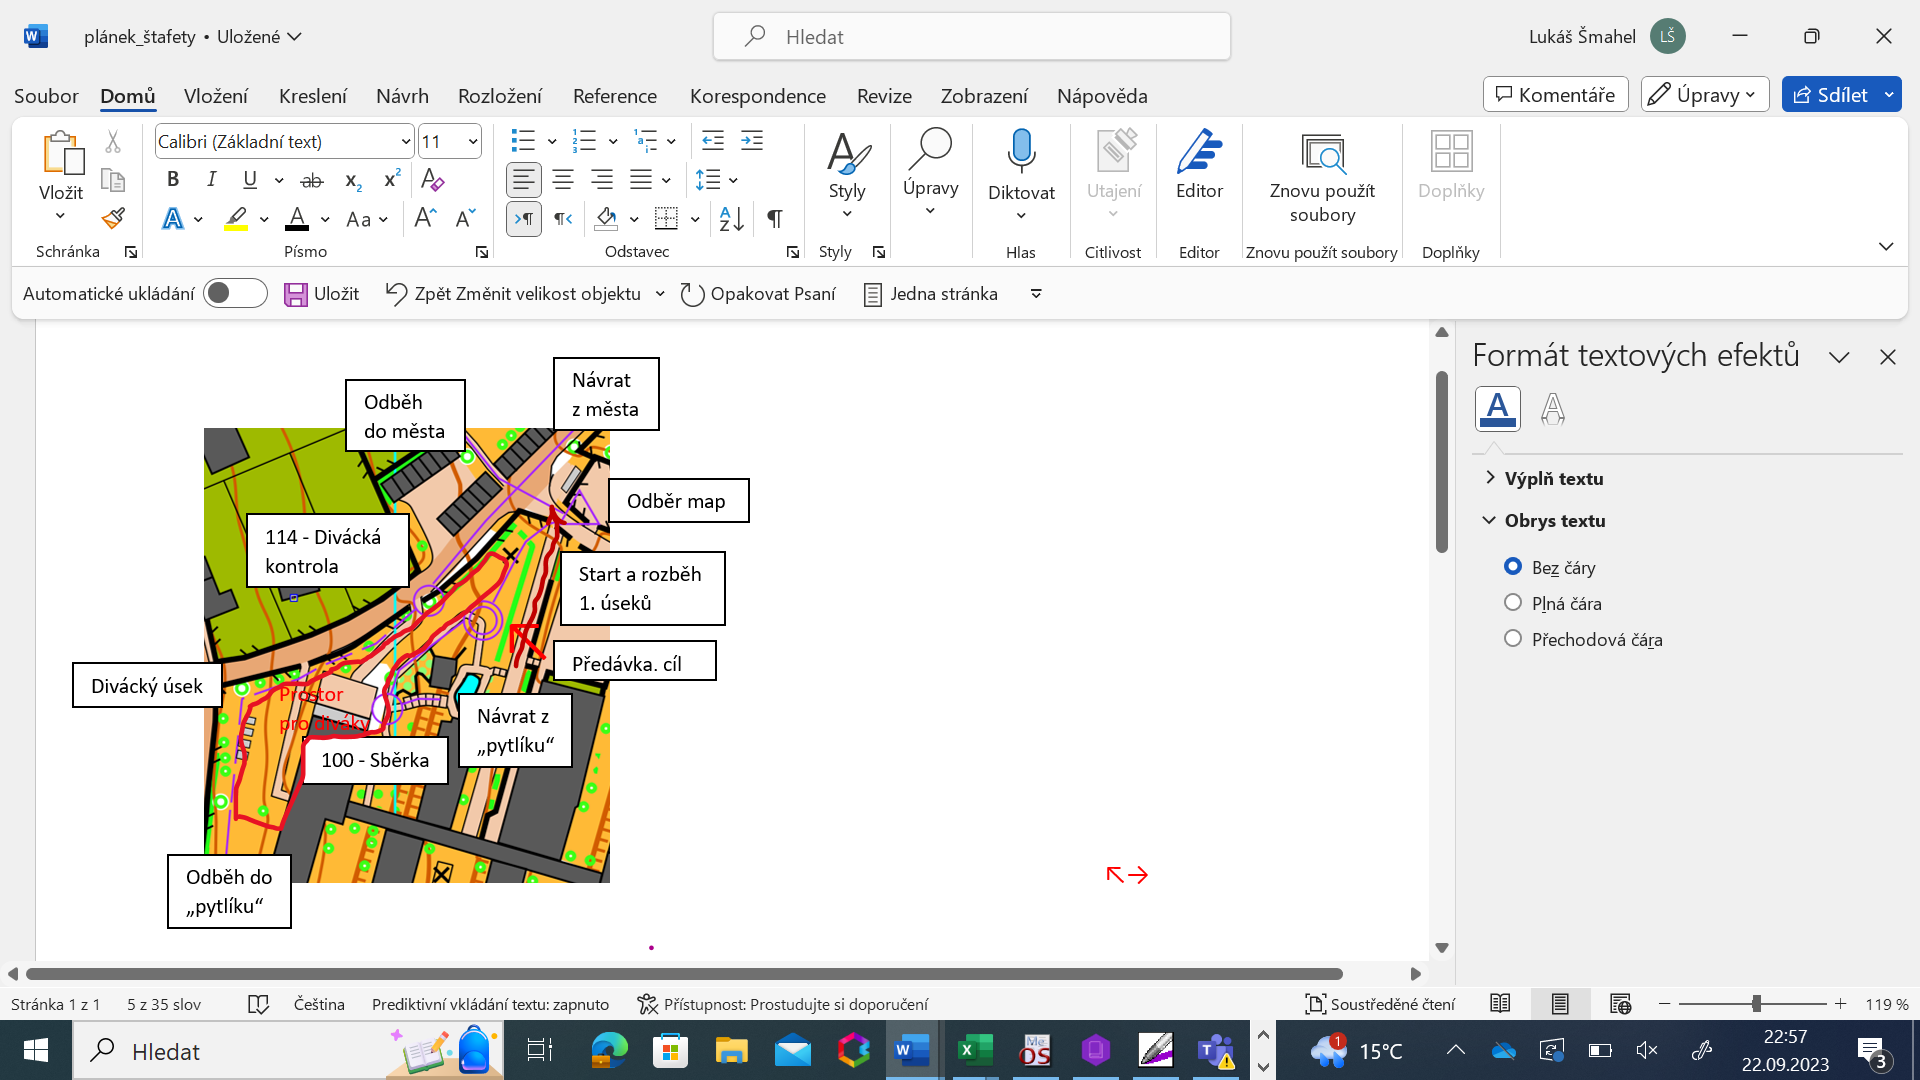 plánek_štafety • Uložené
Hledat
Lukáš Šmahel
LŠ
Soubor Domů Vložení Kreslení Návrh Rozložení Reference Korespondence Revize Zobrazení Nápověda
Komentáře Úpravy Sdílet
Calibri (Základní text) 11
Vložit
Styly
Úpravy
Diktovat
Utajení
Editor
Znovu použít
soubory
Doplňky
Schránka Písmo Odstavec Styly Hlas Citlivost Editor Znovu použít soubory Doplňky
Automatické ukládání Uložit Zpět Změnit velikost objektu Opakovat Psaní Jedna stránka
Návrat
z města
Odběh
do města
Odběr map
114 - Divácká
kontrola
Start a rozběh
1. úseků
Předávka. cíl
Divácký úsek
Prostor
pro diváky
Návrat z
„pytlíku“
100 - Sběrka
Odběh do
„pytlíku“
Formát textových efektů
Výplň textu
Obrys textu
Bez čáry
Plná čára
Přechodová čára
Stránka 1 z 1 5 z 35 slov Čeština Prediktivní vkládání textu: zapnuto Přístupnost: Prostudujte si doporučení Soustředěné čtení 119 %
Hledat
1 15°C
22:57
22.09.2023
3